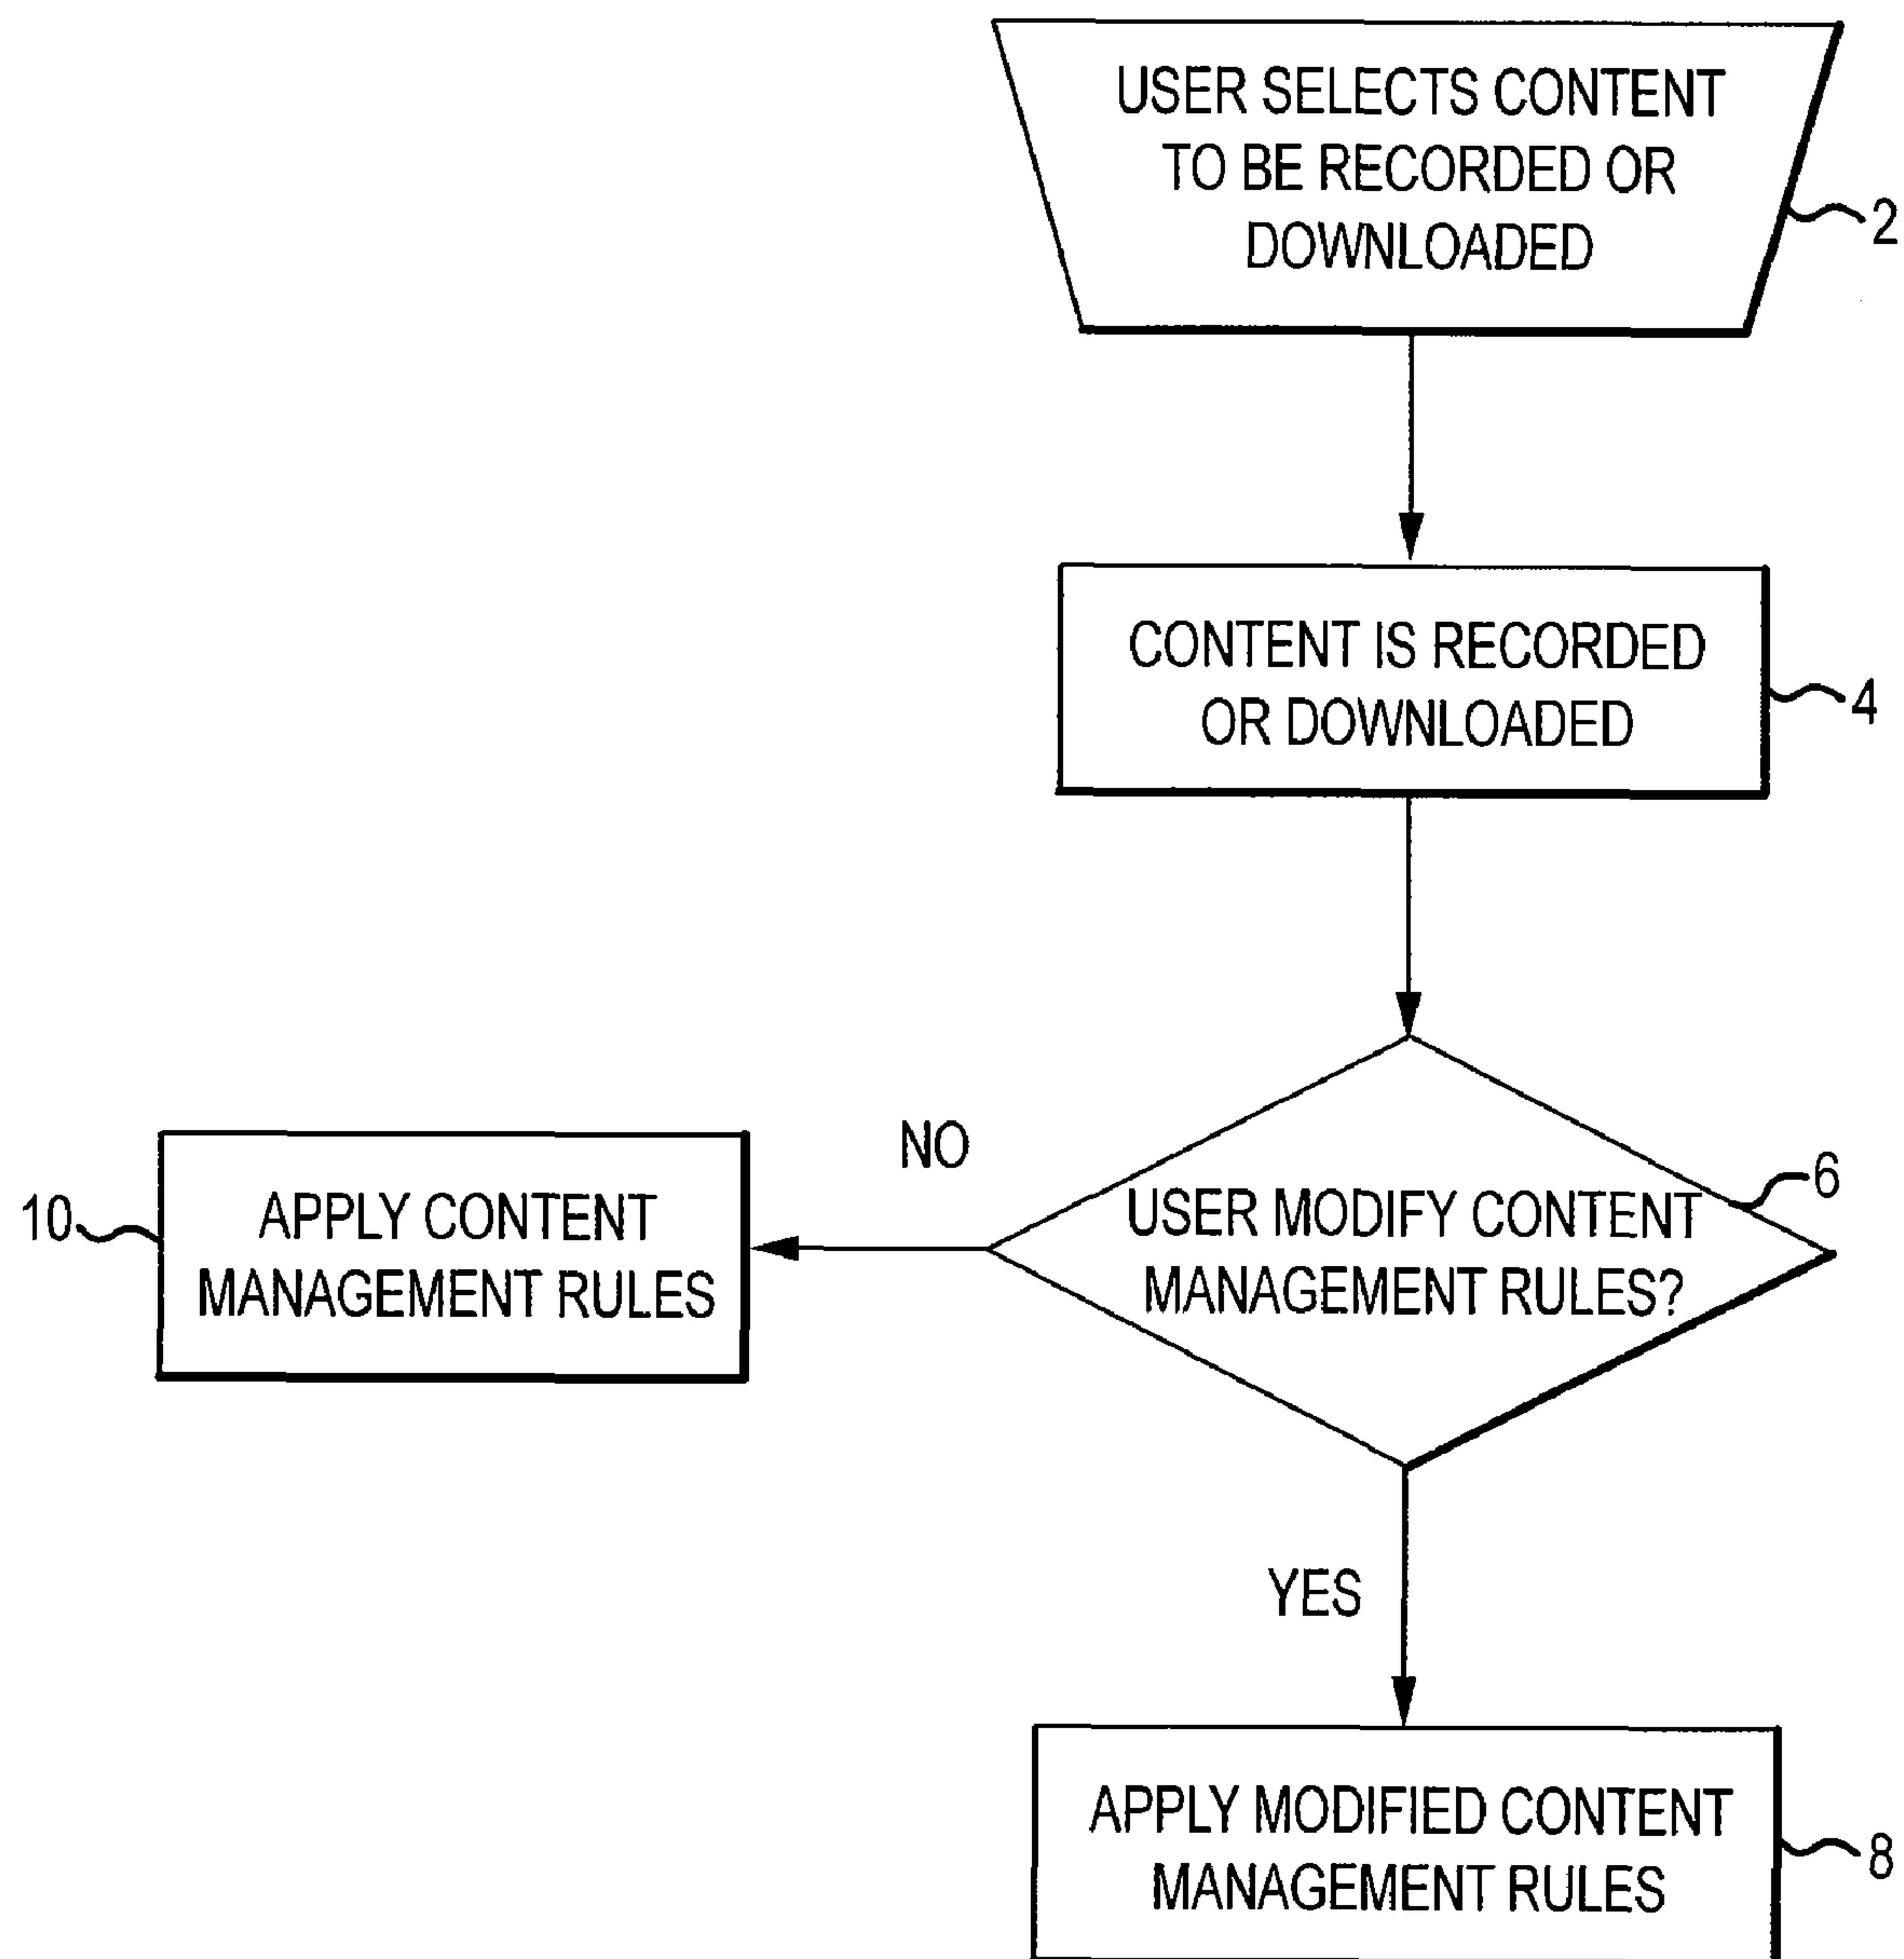 USER SELECTS CONTENT
TO BE RECORDED OR
DOWNLOADED
2
CONTENT IS RECORDED
OR DOWNLOADED
4
NO
6
USER MODIFY CONTENT
MANAGEMENT RULES?
10
APPLY CONTENT
MANAGEMENT RULES
YES
APPLY MODIFIED CONTENT
MANAGEMENT RULES
8